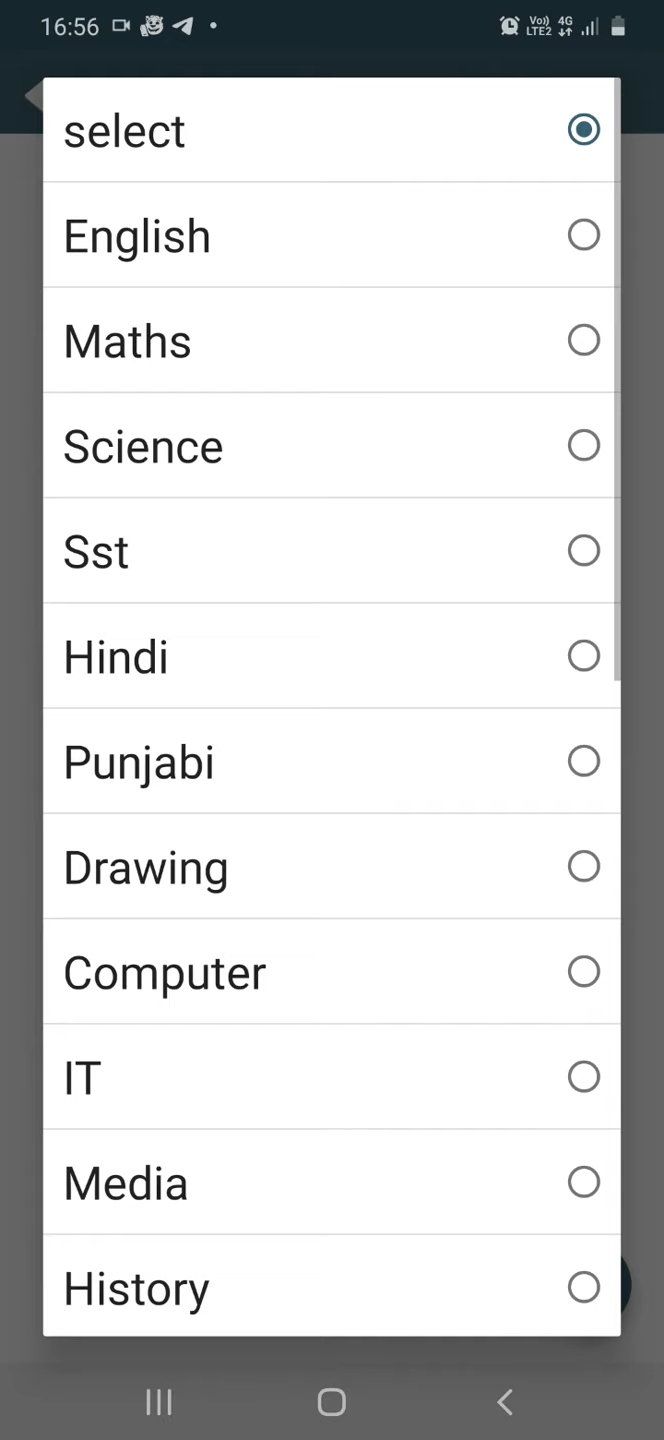 16:56 Vo)) 4G
LTE2
select
English
Maths
Science
Sst
Hindi
Punjabi
Drawing
Computer
IT
Media
History